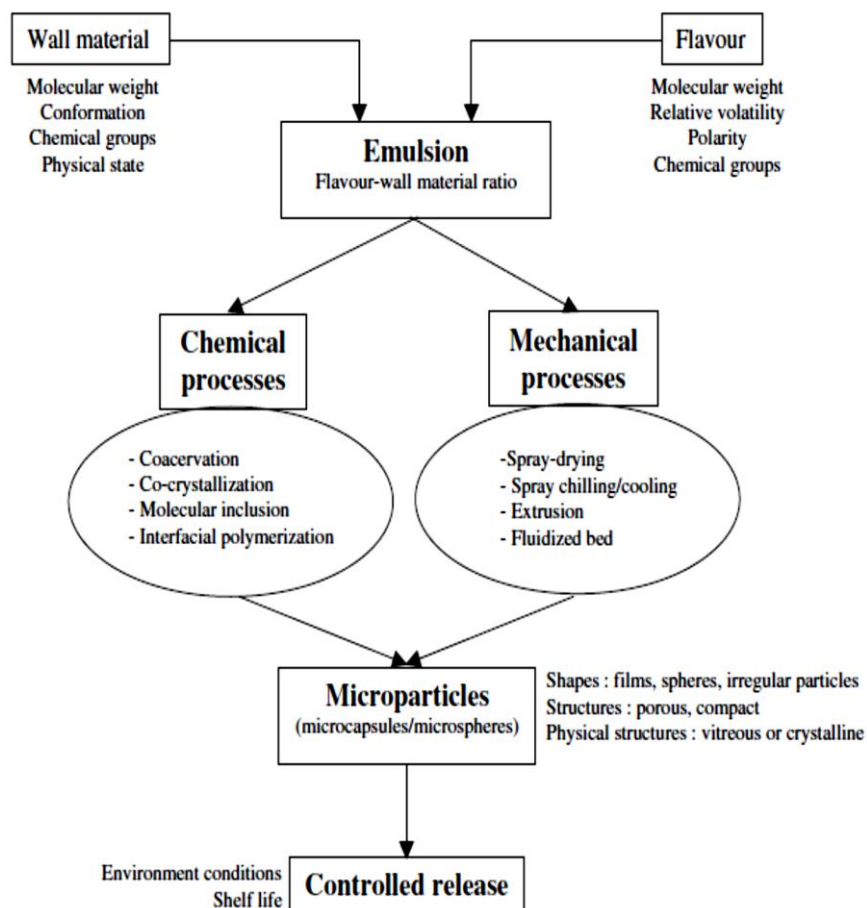 Wall material
Flavour
Molecular weight
Conformation
Chemical groups
Physical state
Molecular weight
Relative volatility
Polarity
Chemical groups
Emulsion
Flavour-wall material ratio
Chemical
processes
Mechanical
processes
- Coacervation
- Co-crystallization
- Molecular inclusion
- Interfacial polymerization
-Spray-drying
- Spray chilling/cooling
- Extrusion
- Fluidized bed
Microparticles
(microcapsules/microspheres)
Shapes : films, spheres, irregular particles
Structures : porous, compact
Physical structures : vitreous or crystalline
Environment conditions
Shelf life
Controlled release